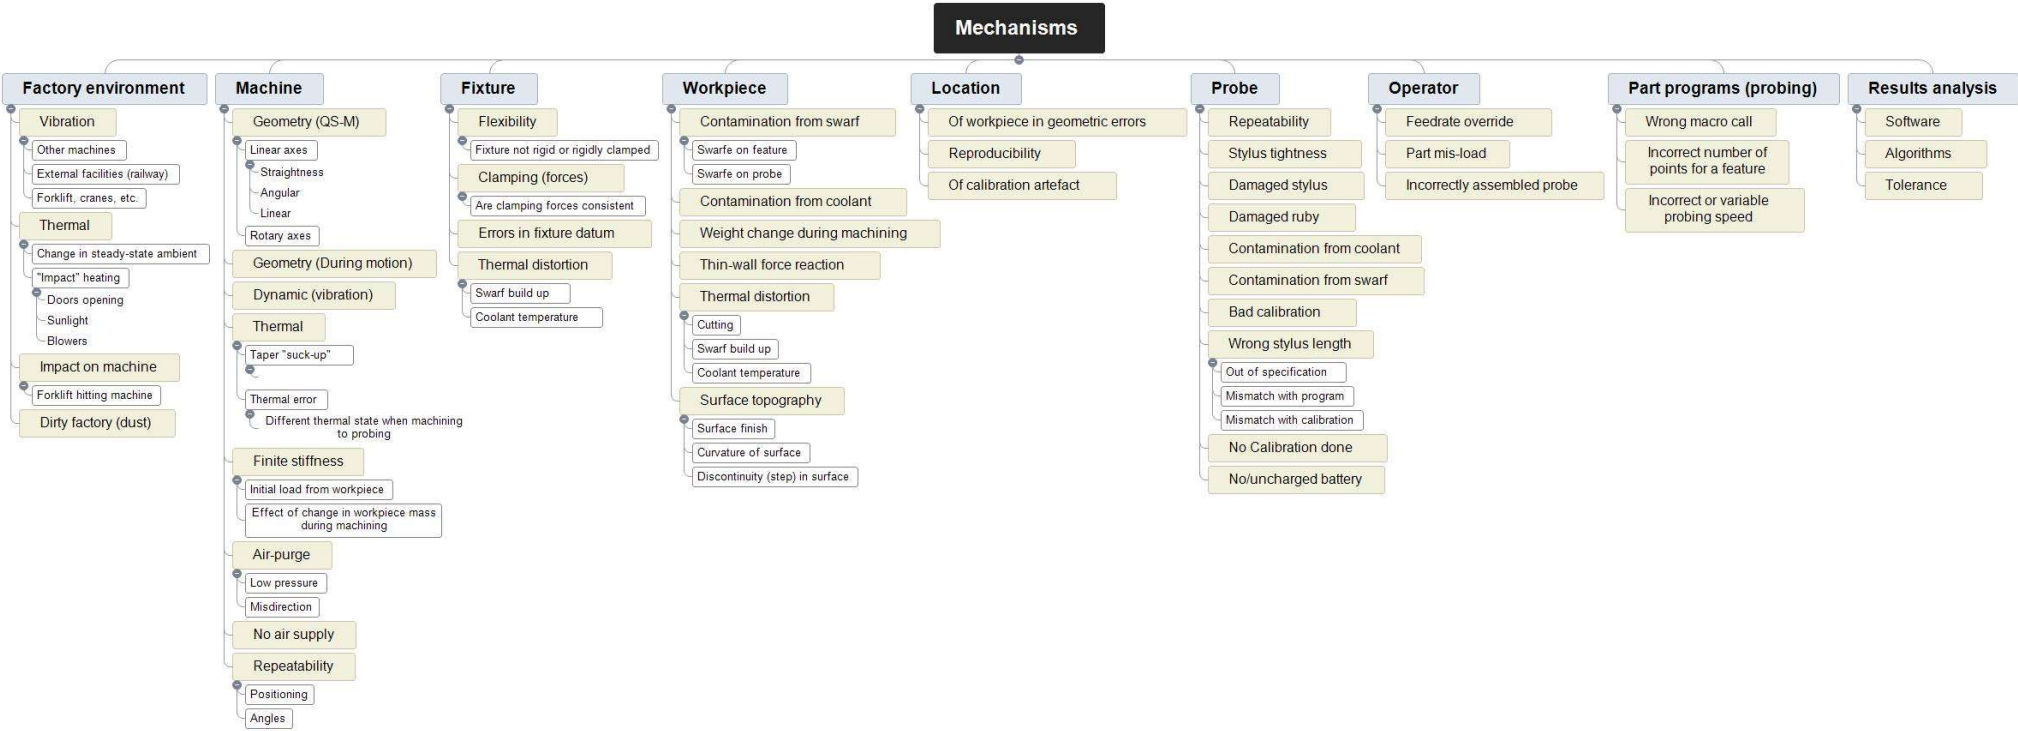 Mechanisms
Factory environment
Vibration
Other machines
External facilities (railway)
Forklift, cranes, etc.
Thermal
Change in steady-state ambient
"Impact" heating
Doors opening
Sunlight
Blowers
Impact on machine
Forklift hitting machine
Dirty factory (dust)
Machine
Geometry (QS-M)
Linear axes
Straightness
Angular
Linear
Rotary axes
Geometry (During motion)
Dynamic (vibration)
Thermal
Taper "suck-up"
Thermal error
Different thermal state when machining
to probing
Finite stiffness
Initial load from workpiece
Effect of change in workpiece mass
during machining
Air-purge
Low pressure
Misdirection
No air supply
Repeatability
Positioning
Angles
Fixture
Flexibility
Fixture not rigid or rigidly clamped
Clamping (forces)
Are clamping forces consistent
Errors in fixture datum
Thermal distortion
Swarf build up
Coolant temperature
Workpiece
Contamination from swarf
Swarfe on feature
Swarfe on probe
Contamination from coolant
Weight change during machining
Thin-wall force reaction
Thermal distortion
Cutting
Swarf build up
Coolant temperature
Surface topography
Surface finish
Curvature of surface
Discontinuity (step) in surface
Location
Of workpiece in geometric errors
Reproducibility
Of calibration artefact
Probe
Repeatability
Stylus tightness
Damaged stylus
Damaged ruby
Contamination from coolant
Contamination from swarf
Bad calibration
Wrong stylus length
Out of specification
Mismatch with program
Mismatch with calibration
No Calibration done
No/uncharged battery
Operator
Feedrate override
Part mis-load
Incorrectly assembled probe
Part programs (probing)
Wrong macro call
Incorrect number of
points for a feature
Incorrect or variable
probing speed
Results analysis
Software
Algorithms
Tolerance